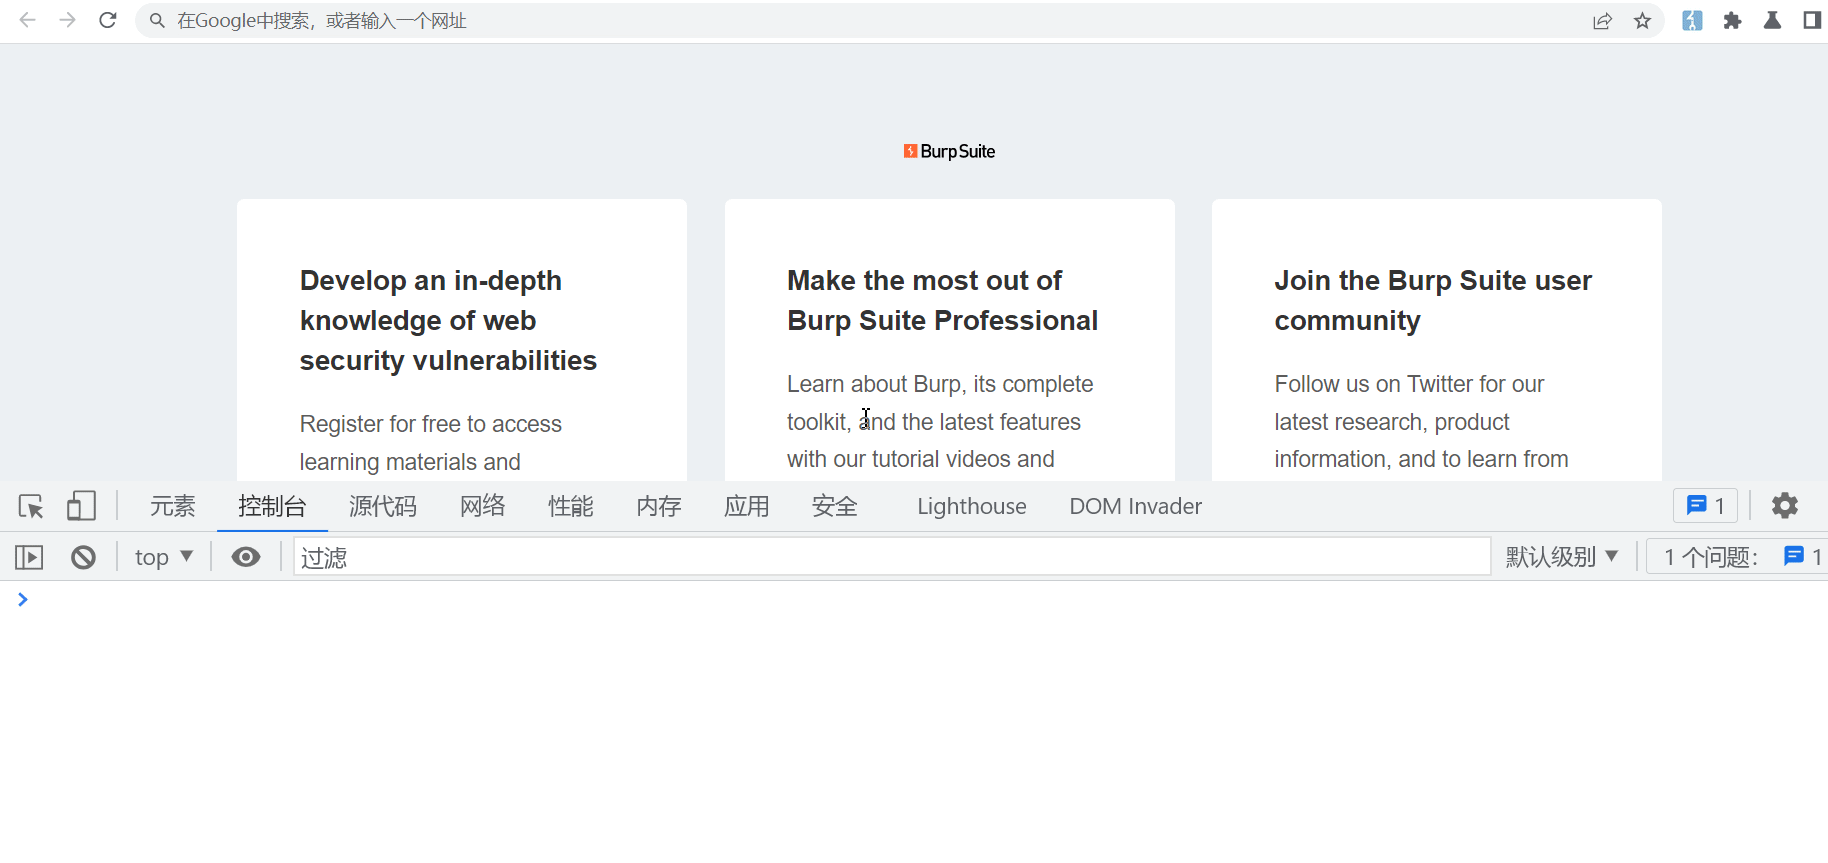 在Google中搜索，或者输入一个网址
Burp Suite
Develop an in-depth
knowledge of web
security vulnerabilities
Register for free to access
learning materials and
Make the most out of
Burp Suite Professional
Learn about Burp, its complete
toolkit, and the latest features
with our tutorial videos and
Join the Burp Suite user
community
Follow us on Twitter for our
latest research, product
information, and to learn from
元素 控制台 源代码 网络 性能 内存 应用 安全 Lighthouse DOM Invader 1
top 过滤 默认级别 1 个问题： 1